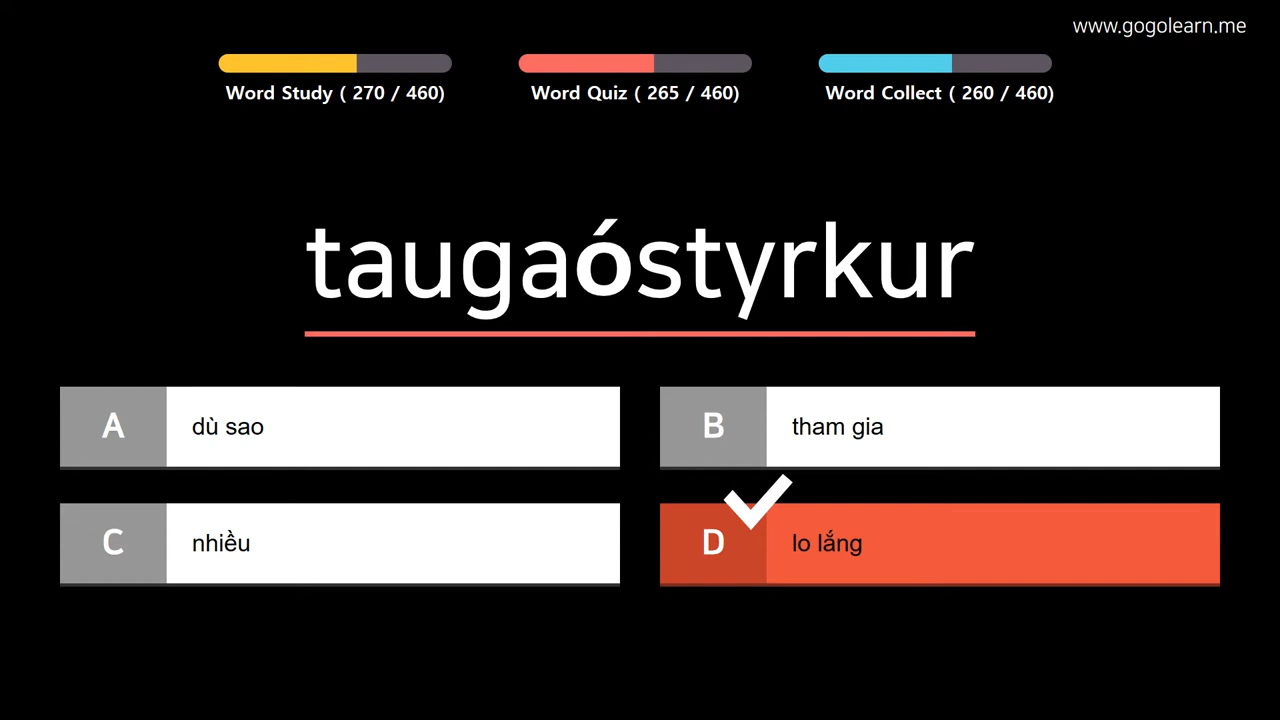 www.gogolearn.me
Word Study ( 270 / 460)
Word Quiz ( 265 / 460)
Word Collect ( 260 / 460)
taugaóstyrkur
A dù sao
B tham gia
C nhiều
D lo lắng